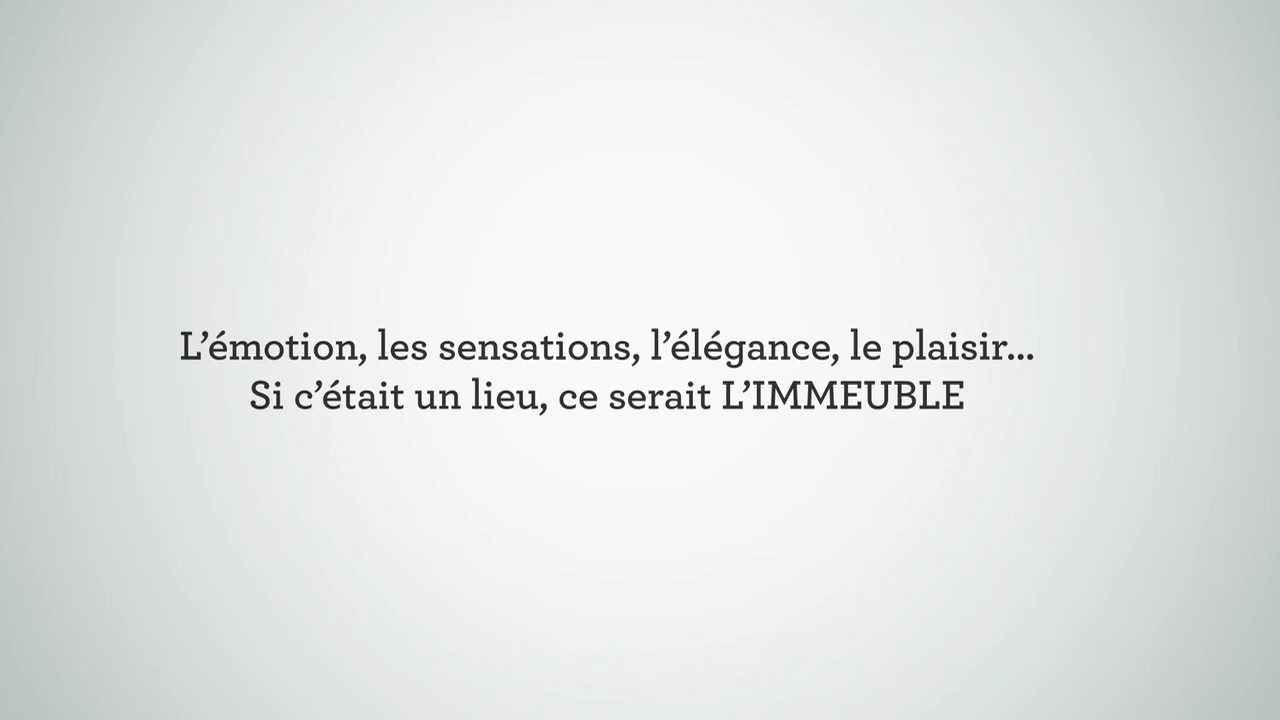 L’émotion, les sensations, l’élégance, le plaisir...
Si c’était un lieu, ce serait L’IMMEUBLE